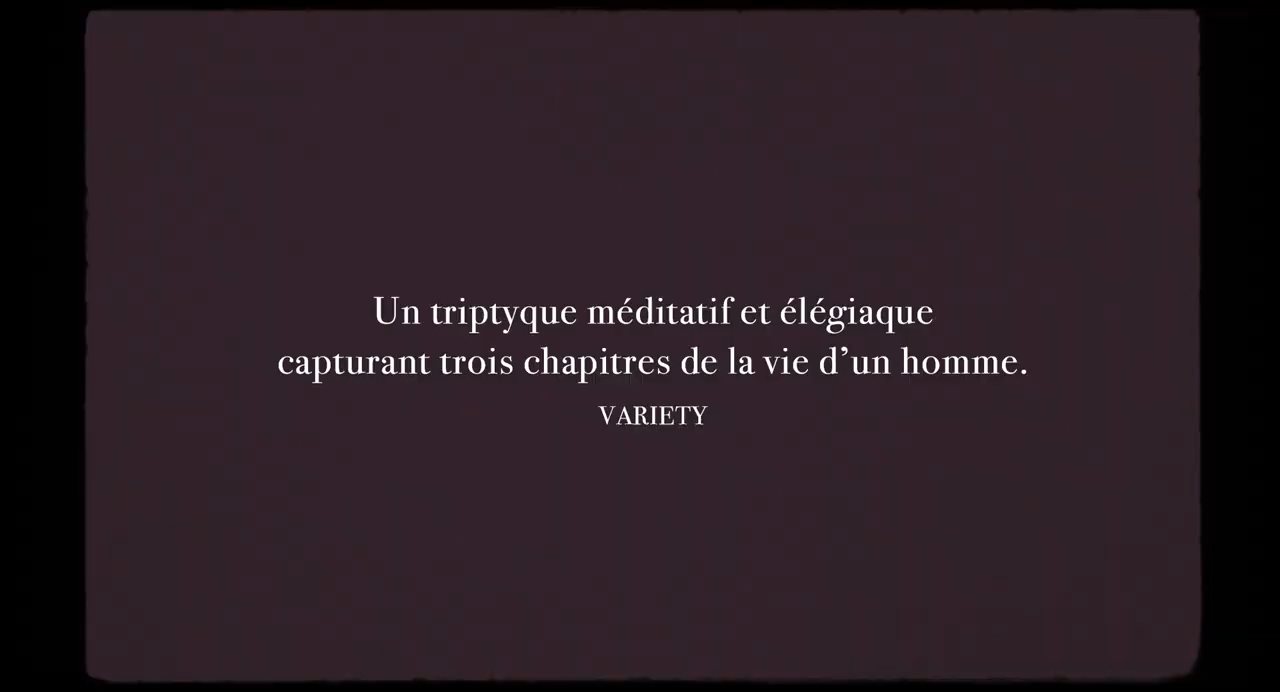 Un triptyque méditatif et élégiaque
capturant trois chapitres de la vie d’un homme.
VARIETY